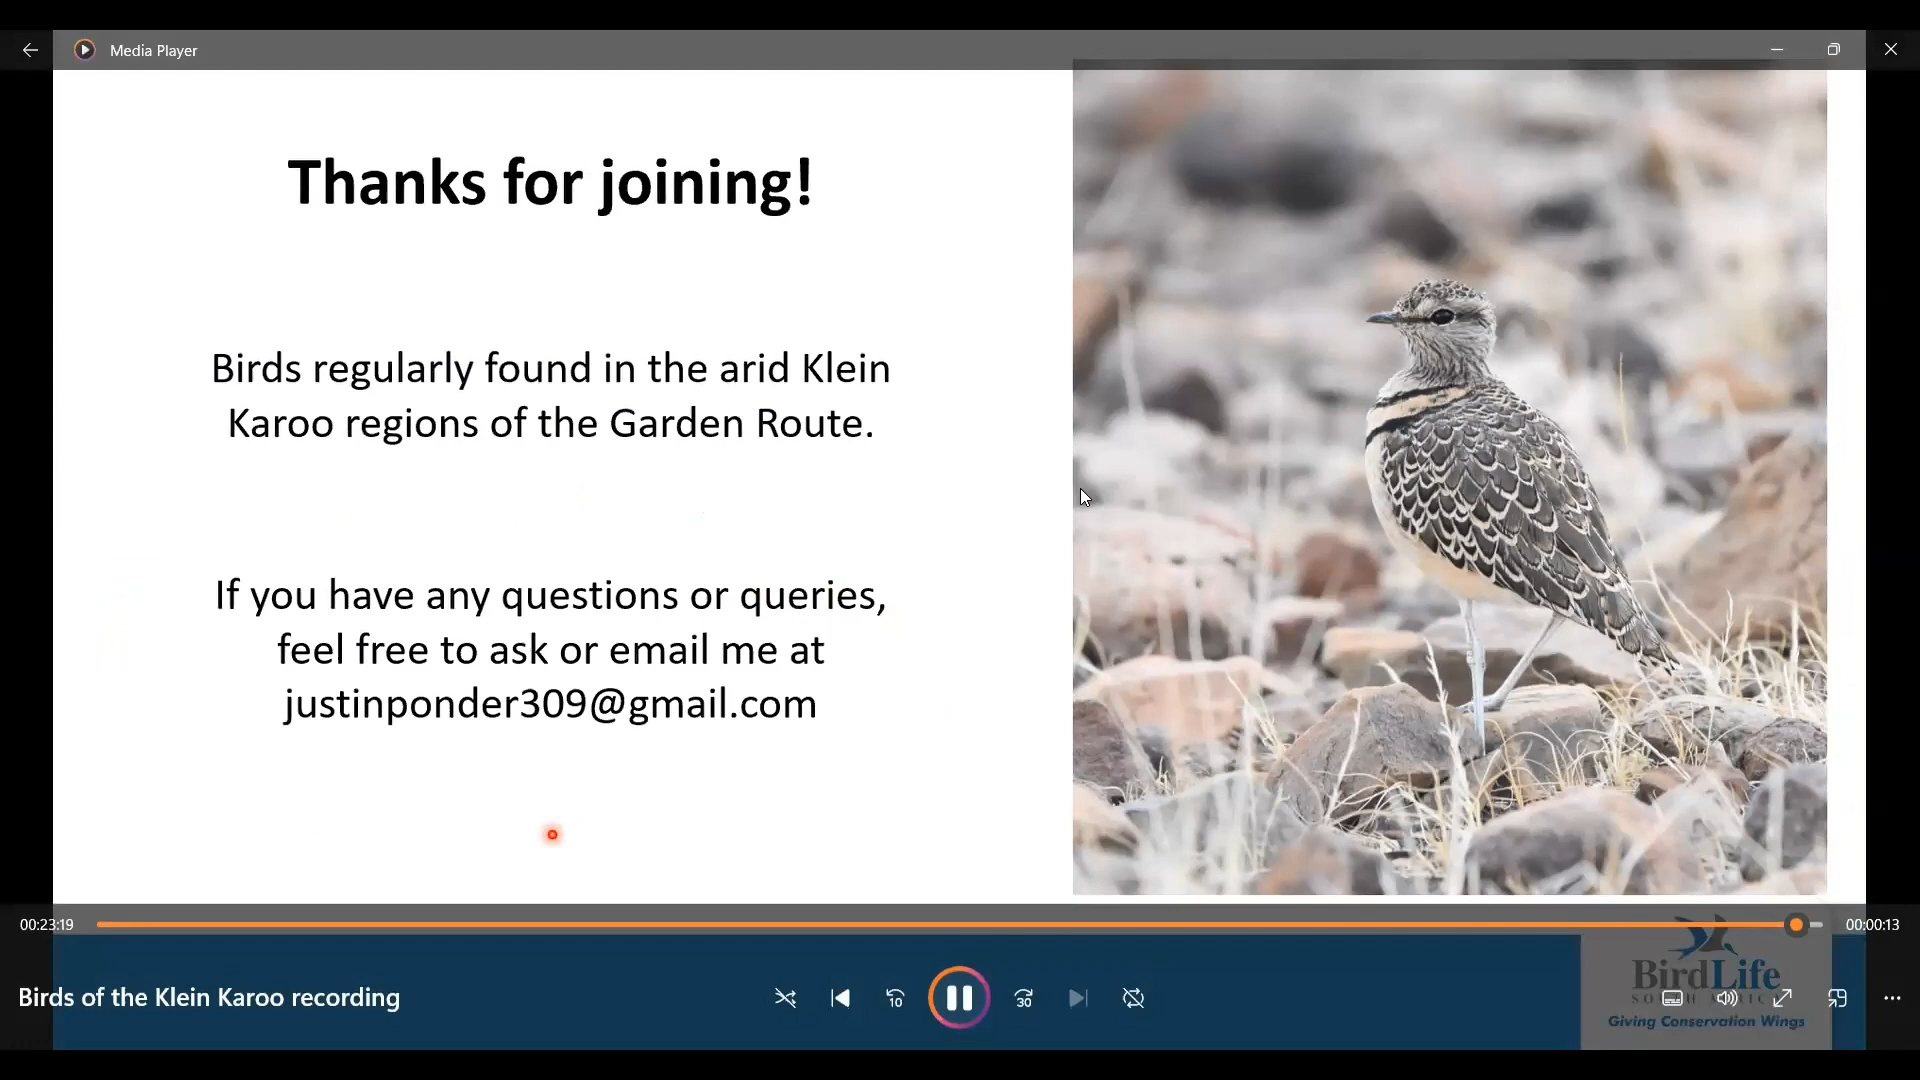 Media Player
Thanks for joining!
Birds regularly found in the arid Klein
Karoo regions of the Garden Route.
If you have any questions or queries,
feel free to ask or email me at
justinponder309@gmail.com
00:23:19
00:00:13
Birds of the Klein Karoo recording
10
30
BirdLife
Giving Conservation Wings